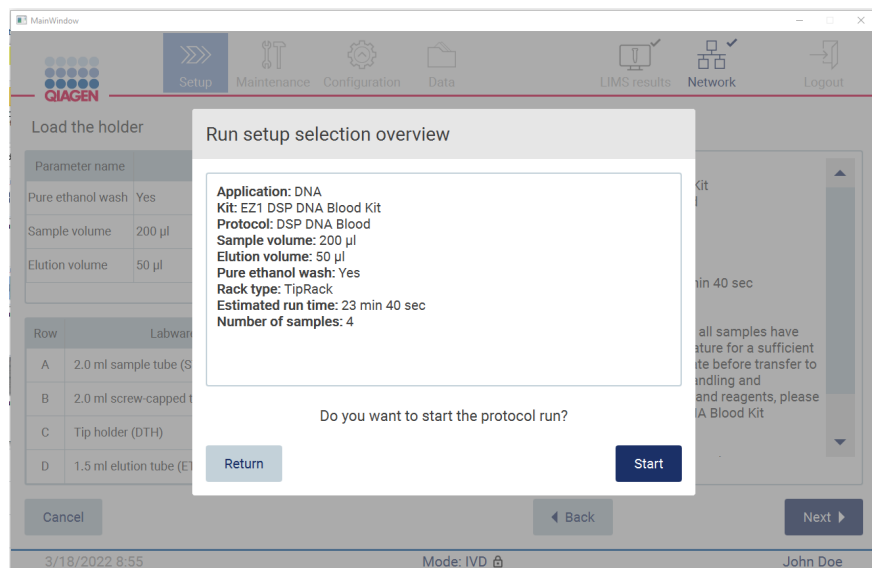 MainWindow
QIAGEN
Setup
Maintenance
Configuration
Data
LIMS results
Network
Logout
Load the holder
Parameter name
Pure ethanol wash Yes
Sample volume 200 µl
Elution volume 50 µl
Row
A 2.0 ml sample tube
B 2.0 ml screw-capped
C Tip holder (DTH)
D 1.5 ml elution tube
Run setup selection overview
Application: DNA
Kit: EZ1 DSP DNA Blood Kit
Protocol: DSP DNA Blood
Sample volume: 200 µl
Elution volume: 50 µl
Pure ethanol wash: Yes
Rack type: TipRack
Estimated run time: 23 min 40 sec
Number of samples: 4
Do you want to start the protocol run?
Return
Start
Kit
min 40 sec
all samples have
for a sufficient
before transfer to
and
and reagents, please
Blood Kit
Cancel
Back
Next
3/18/2022 8:55
Mode: IVD
John Doe